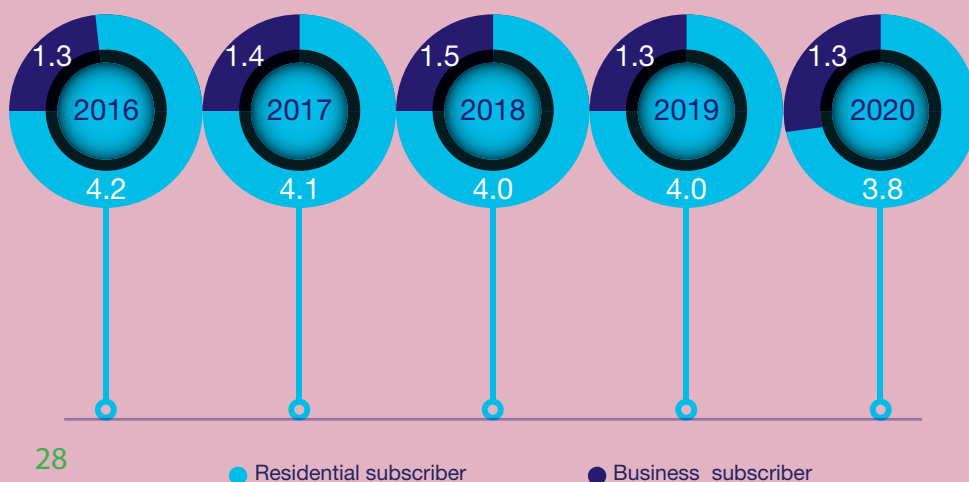 1.3 1.4 1.5 1.3 1.3
2016 2017 2018 2019 2020
4.2 4.1 4.0 4.0 3.8
28
Residential subscriber Business subscriber